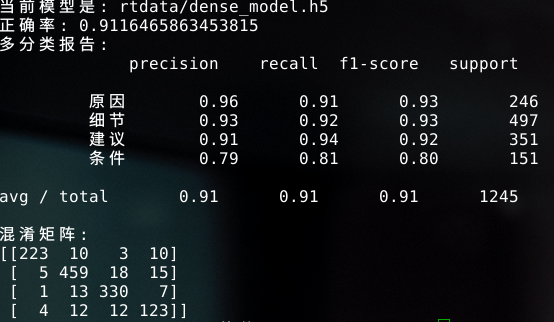 当前模型是: rtdata/dense_model.h5
正确率: 0.9116465863453815
多分类报告:
precision recall f1-score support
原因 0.96 0.91 0.93 246
细节 0.93 0.92 0.93 497
建议 0.91 0.94 0.92 351
条件 0.79 0.81 0.80 151
avg / total 0.91 0.91 0.91 1245
混淆矩阵:
[[223 10 3 10]
[ 5 459 18 15]
[ 1 13 330 7]
[ 4 12 12 123]]